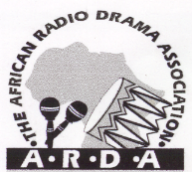 ·THE AFRICAN RADIO DRAMA ASSOCIATION·
A·R·D·A